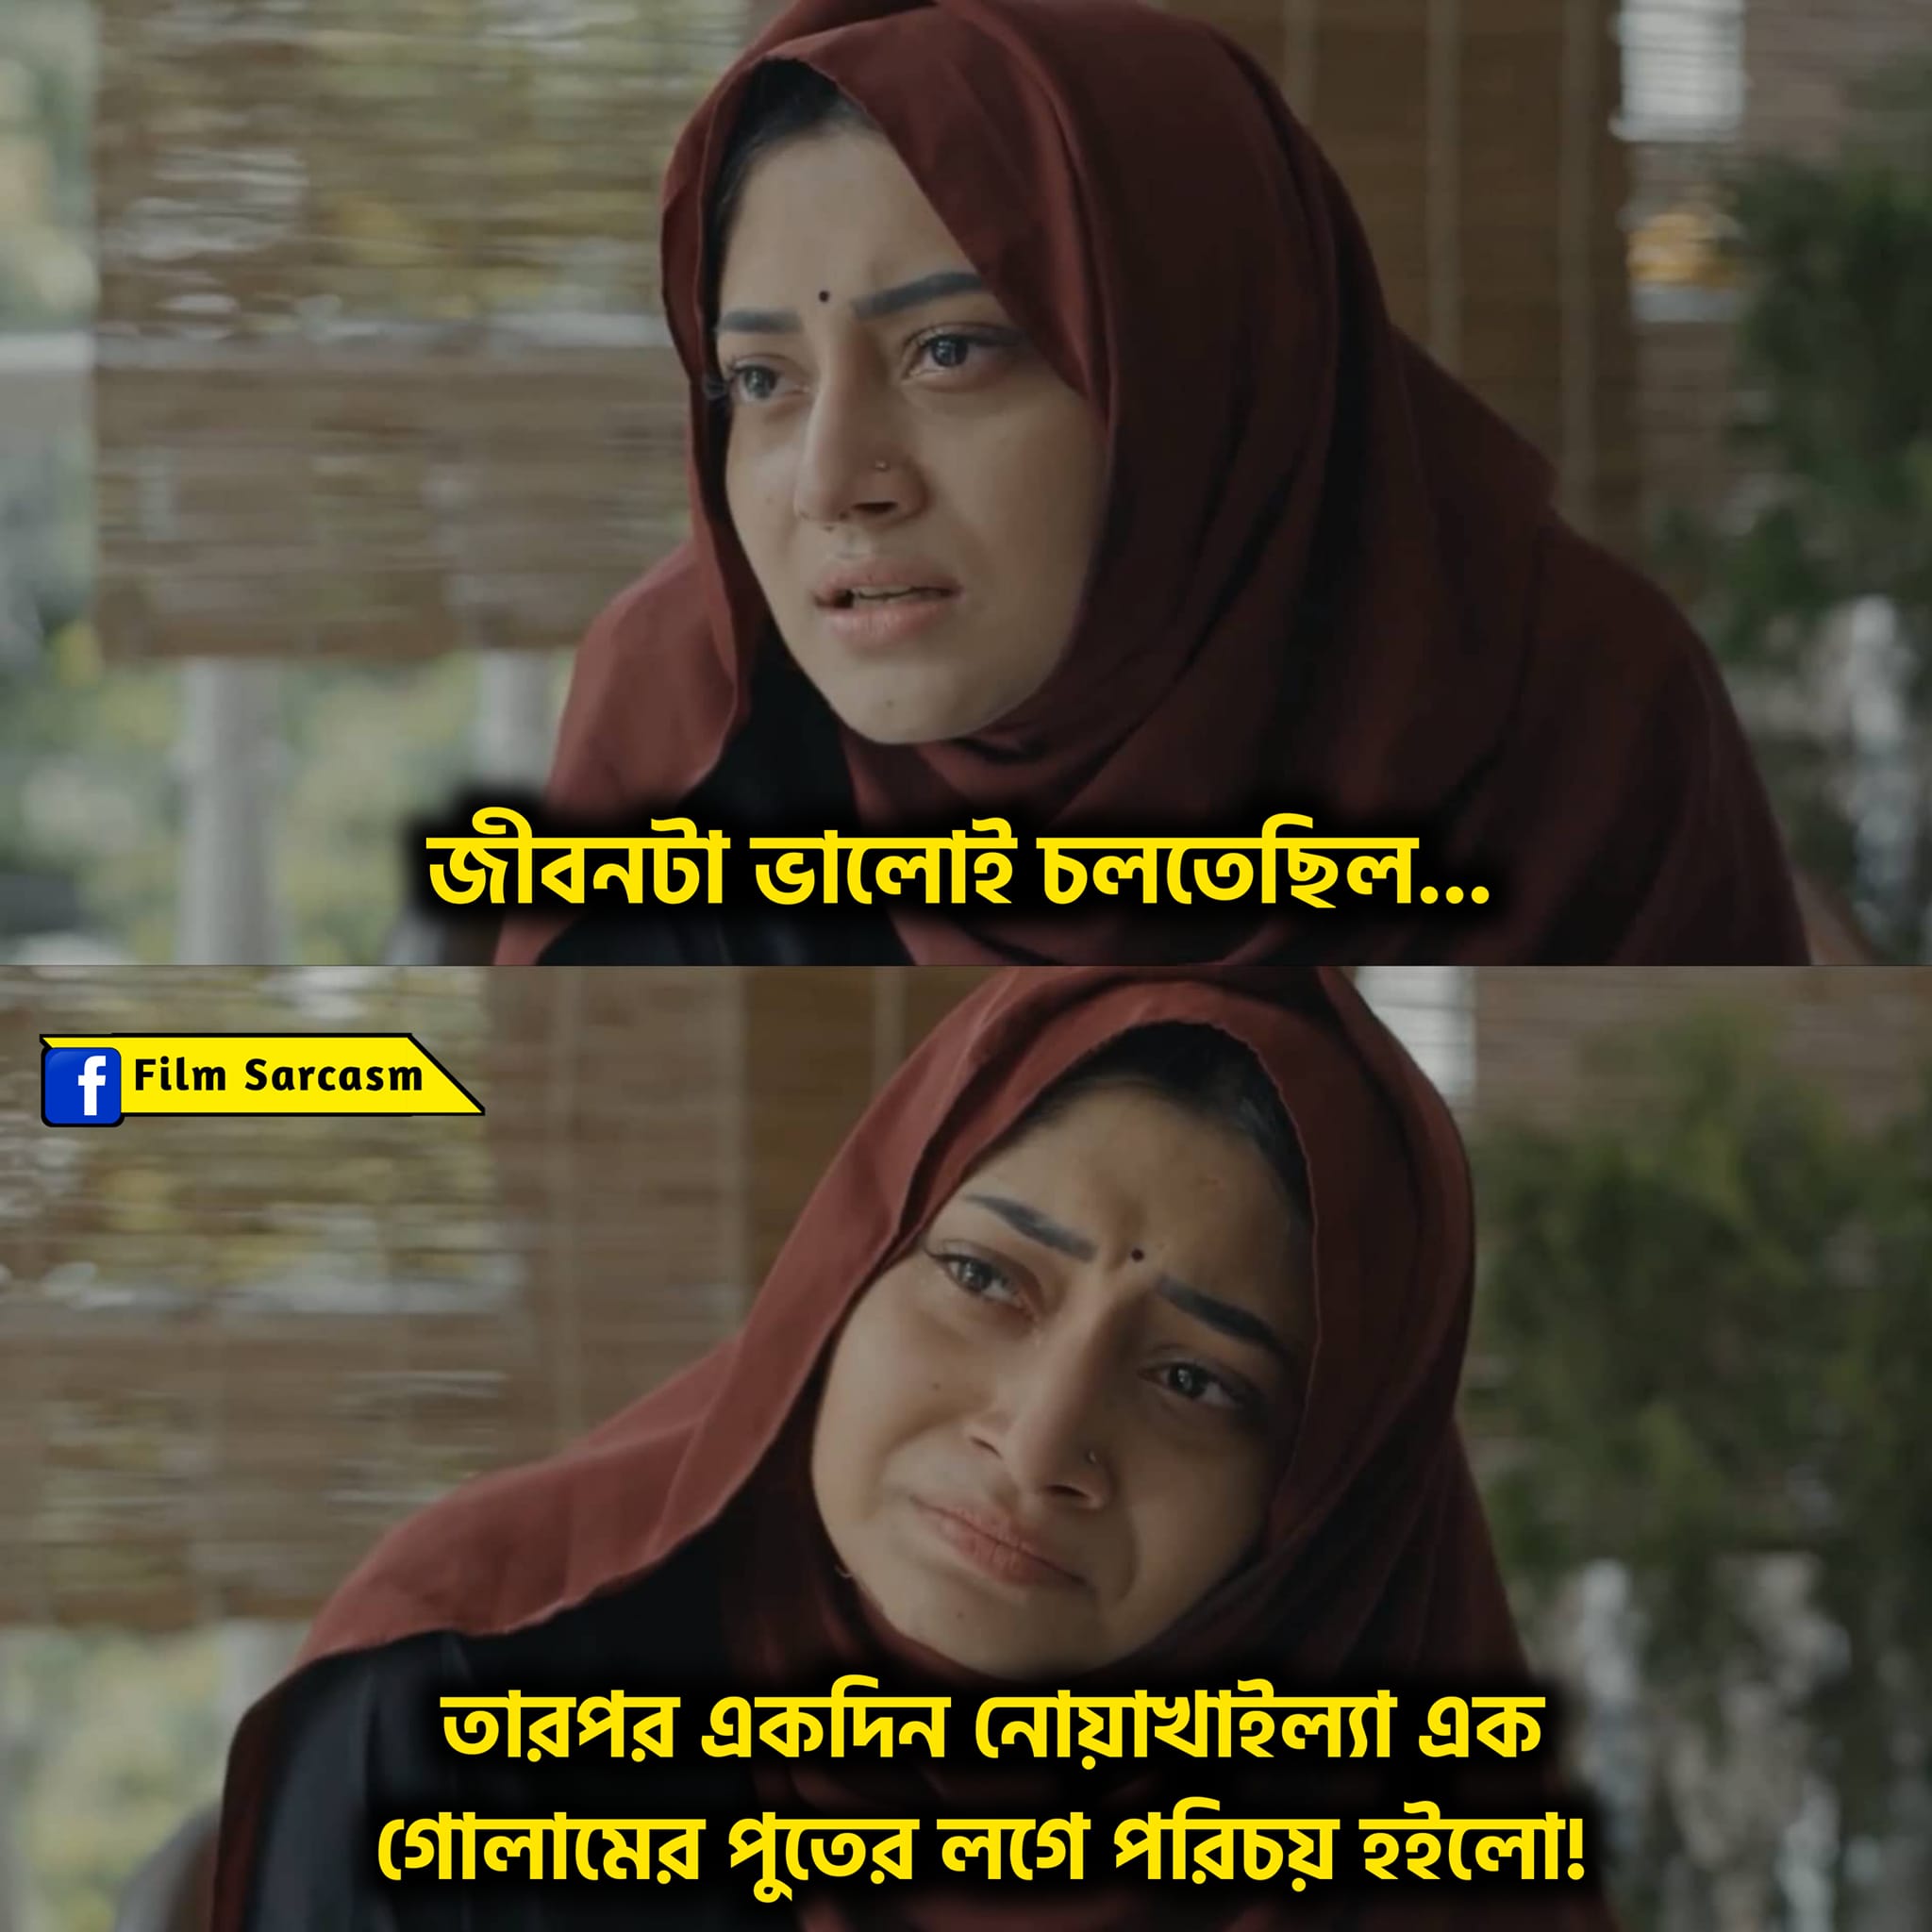 জীবনটা ভালোই চলতেছিল...
Film Sarcasm
তারপর একদিন নোয়াখাইল্যা এক
গোলামের পুতের লগে পরিচয় হইলো!